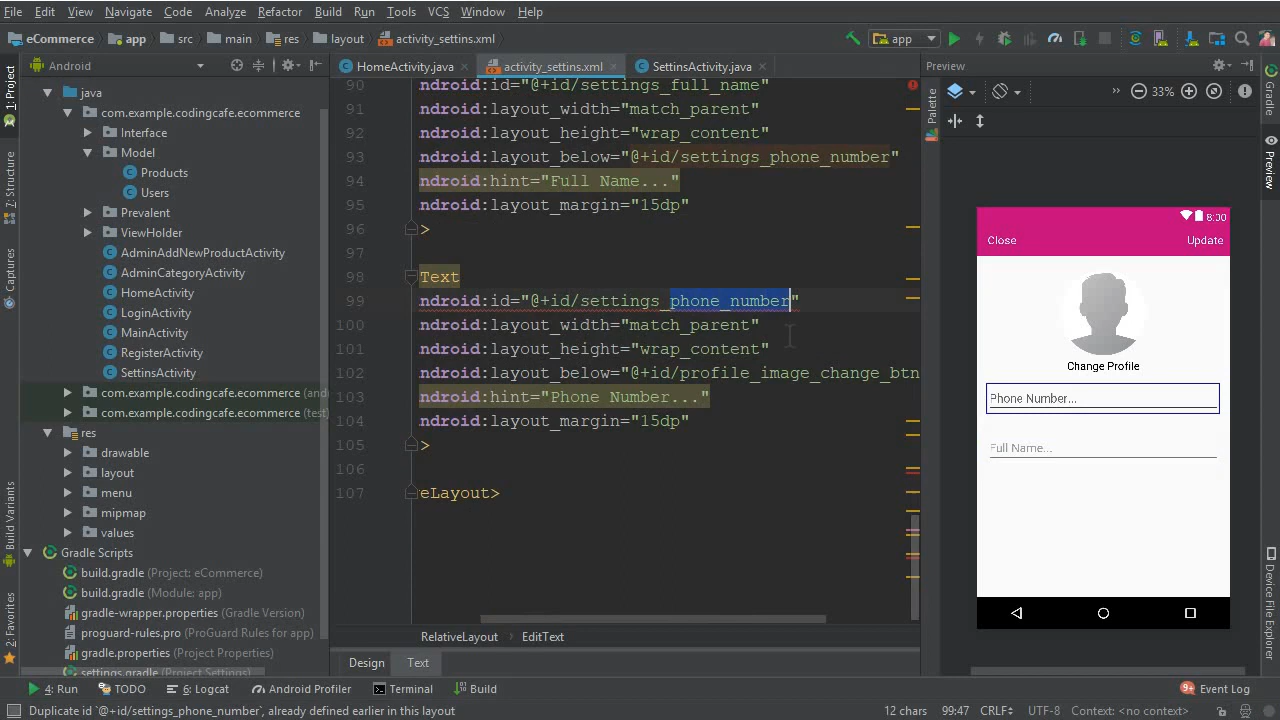 File Edit View Navigate Code Analyze Refactor Build Run Tools VCS Window Help
eCommerce app src main res layout activity_settins.xml app
1: Project
7: Structure
Captures
Build Variants
2: Favorites
Android
java
com.example.codingcafe.ecommerce
Interface
Model
Products
Users
Prevalent
ViewHolder
AdminAddNewProductActivity
AdminCategoryActivity
HomeActivity
LoginActivity
MainActivity
RegisterActivity
SettinsActivity
com.example.codingcafe.ecommerce (and
com.example.codingcafe.ecommerce (test)
res
drawable
layout
menu
mipmap
values
Gradle Scripts
build.gradle (Project: eCommerce)
build.gradle (Module: app)
gradle-wrapper.properties (Gradle Version)
proguard-rules.pro (ProGuard Rules for app)
gradle.properties (Project Properties)
settings.gradle (Project Settings)
HomeActivity.java activity_settins.xml SettinsActivity.java
90 ndroid:id="@+id/settings_full_name"
91 ndroid:layout_width="match_parent"
92 ndroid:layout_height="wrap_content"
93 ndroid:layout_below="@+id/settings_phone_number"
94 ndroid:hint="Full Name..."
95 ndroid:layout_margin="15dp"
96 >
97
98 Text
99 ndroid:id="@+id/settings_phone_number"
100 ndroid:layout_width="match_parent"
101 ndroid:layout_height="wrap_content"
102 ndroid:layout_below="@+id/profile_image_change_btn
103 ndroid:hint="Phone Number..."
104 ndroid:layout_margin="15dp"
105 >
106
107 eLayout>
RelativeLayout EditText
Design Text
Preview
Palette
33%
8:00
Close Update
Change Profile
Phone Number...
Full Name...
Gradle
Preview
Device File Explorer
4: Run TODO 6: Logcat Android Profiler Terminal Build 9+ Event Log
Duplicate id `@+id/settings_phone_number`, already defined earlier in this layout 12 chars 99:47 CRLF UTF-8 Context: <no context>